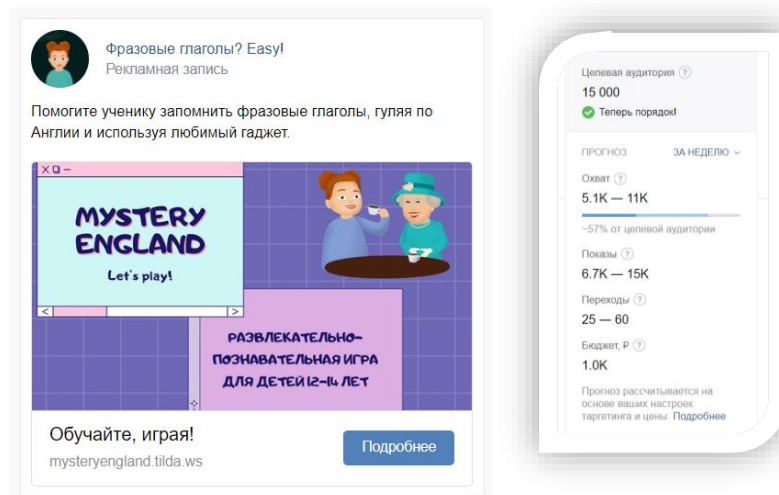 Фразовые глаголы? Easy!
Рекламная запись
Помогите ученику запомнить фразовые глаголы, гуляя по
Англии и используя любимый гаджет.
MYSTERY
ENGLAND
Let's play!
РАЗВЛЕКАТЕЛЬНО-
ПОЗНАВАТЕЛЬНАЯ ИГРА
ДЛЯ ДЕТЕЙ 12-14 ЛЕТ
Обучайте, играя!
mysteryengland.tilda.ws
Подробнее
Целевая аудитория ?
15 000
Теперь порядок!
ПРОГНОЗ ЗА НЕДЕЛЮ
Охват ?
5.1K — 11K
~57% от целевой аудитории
Показы ?
6.7K — 15K
Переходы ?
25 — 60
Бюджет, ₽ ?
1.0K
Прогноз рассчитывается на
основе ваших настроек
таргетинга и цены. Подробнее